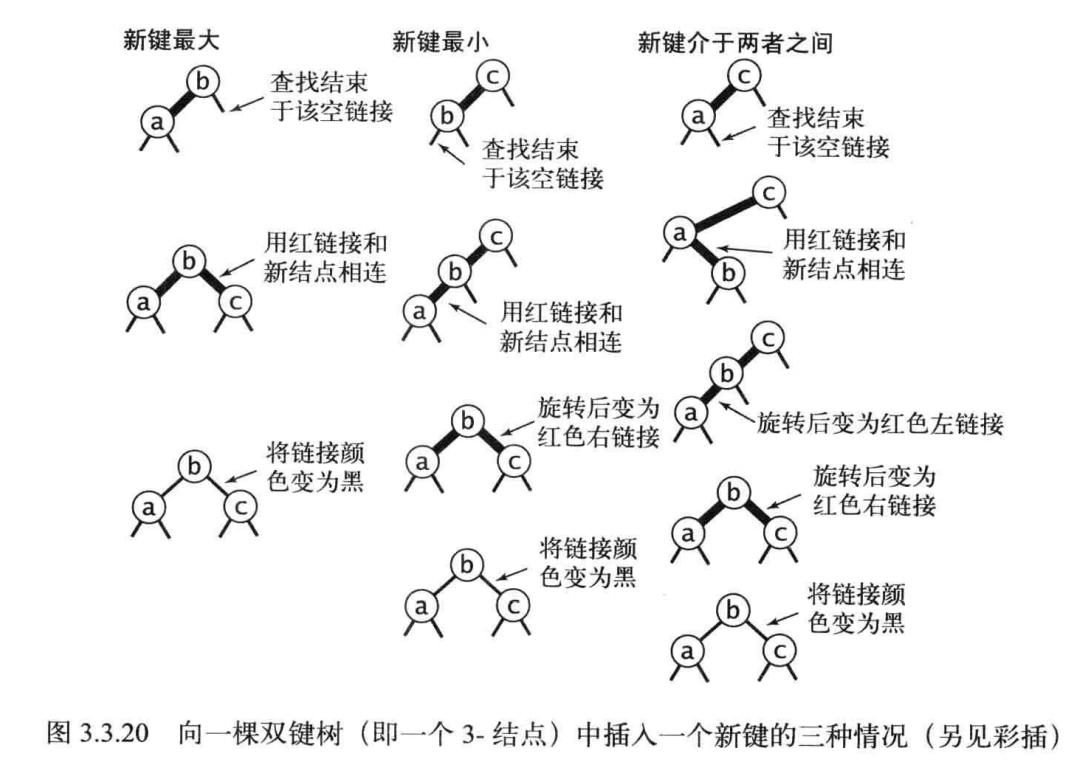 新键最大
b
a
查找结束
于该空链接
b
a
c
用红链接和
新结点相连
b
a
c
将链接颜
色变为黑
新键最小
c
b
查找结束
于该空链接
c
b
a
用红链接和
新结点相连
b
a
c
旋转后变为
红色右链接
b
a
c
将链接颜
色变为黑
新键介于两者之间
c
a
查找结束
于该空链接
c
a
b
用红链接和
新结点相连
c
b
a
旋转后变为红色左链接
b
a
c
旋转后变为
红色右链接
b
a
c
将链接颜
色变为黑
图 3.3.20 向一棵双键树（即一个 3- 结点）中插入一个新键的三种情况（另见彩插）